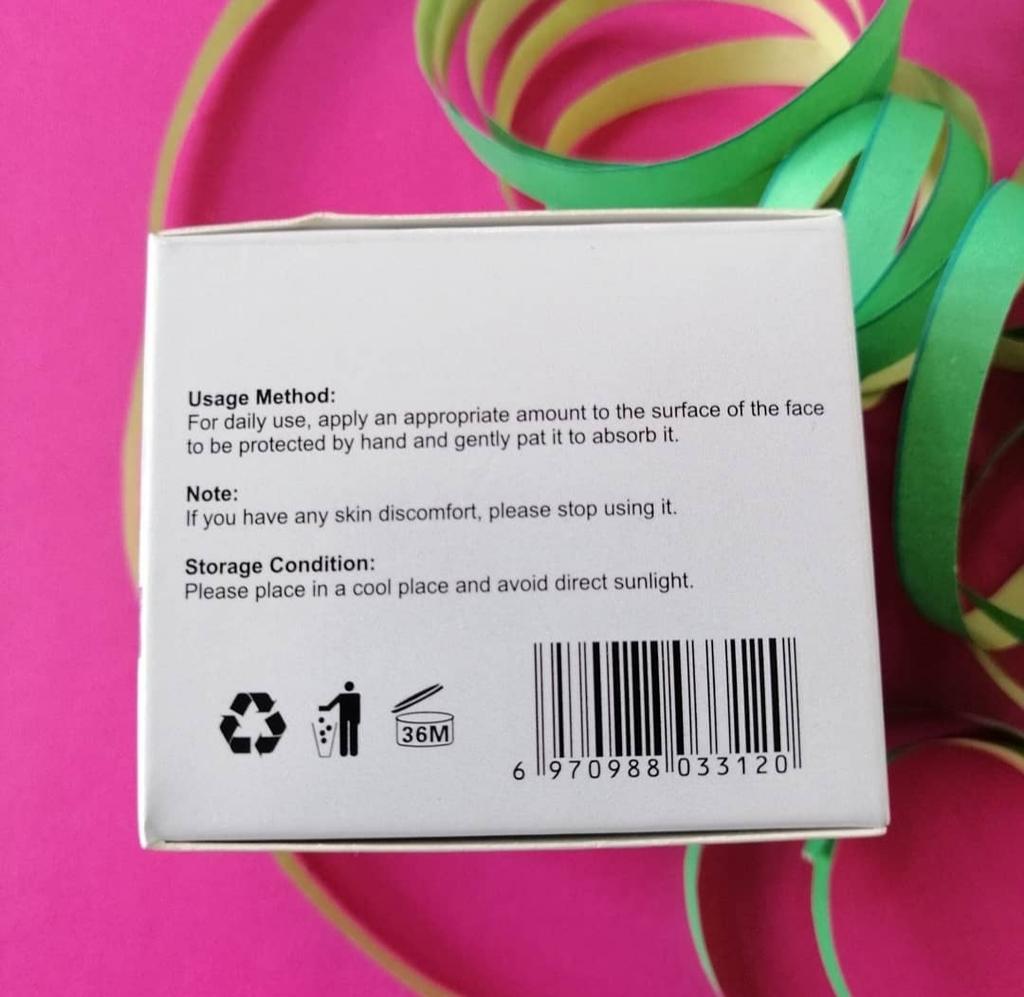 Usage Method:
For daily use, apply an appropriate amount to the surface of the face
to be protected by hand and gently pat it to absorb it.
Note:
If you have any skin discomfort, please stop using it.
Storage Condition:
Please place in a cool place and avoid direct sunlight.
36M
6 970988 033120